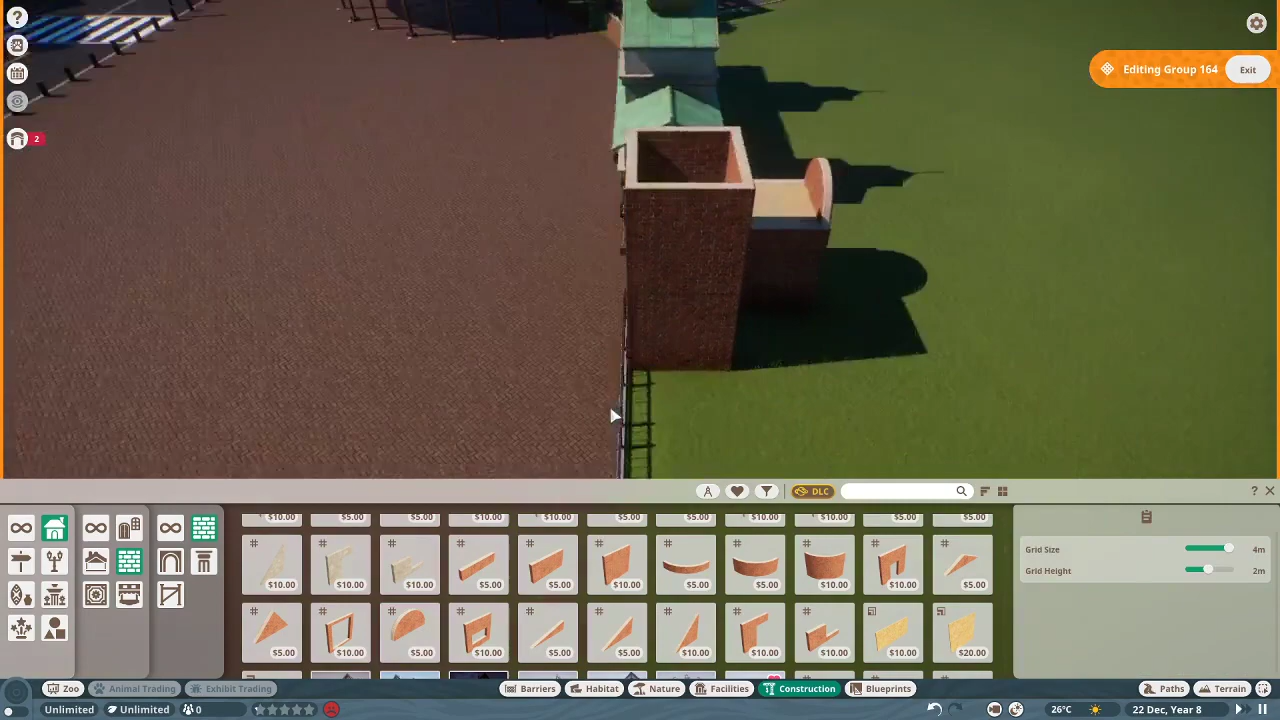 ?
Editing Group 164
Exit
2
DLC
? ×
$10.00 $5.00 $5.00 $10.00 $5.00 $10.00 $5.00 $10.00 $10.00 $5.00 $5.00
$10.00 $10.00 $10.00 $5.00 $5.00 $10.00 $5.00 $5.00 $10.00 $10.00 $5.00
$5.00 $10.00 $5.00 $10.00 $5.00 $5.00 $10.00 $10.00 $10.00 $10.00 $20.00
Grid Size 4m
Grid Height 2m
Zoo Animal Trading Exhibit Trading Barriers Habitat Nature Facilities Construction Blueprints Paths Terrain
Unlimited Unlimited 0 26°C 22 Dec, Year 8